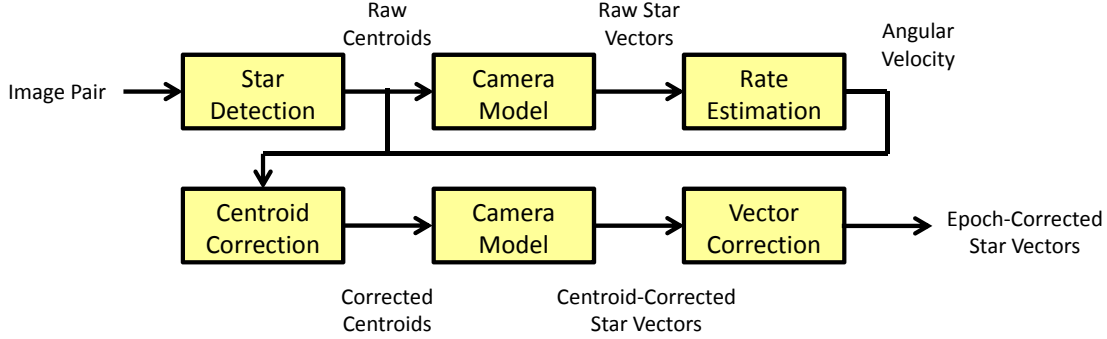 Raw
Centroids
Raw Star
Vectors
Angular
Velocity
Image Pair
Star
Detection
Camera
Model
Rate
Estimation
Centroid
Correction
Camera
Model
Vector
Correction
Epoch-Corrected
Star Vectors
Corrected
Centroids
Centroid-Corrected
Star Vectors